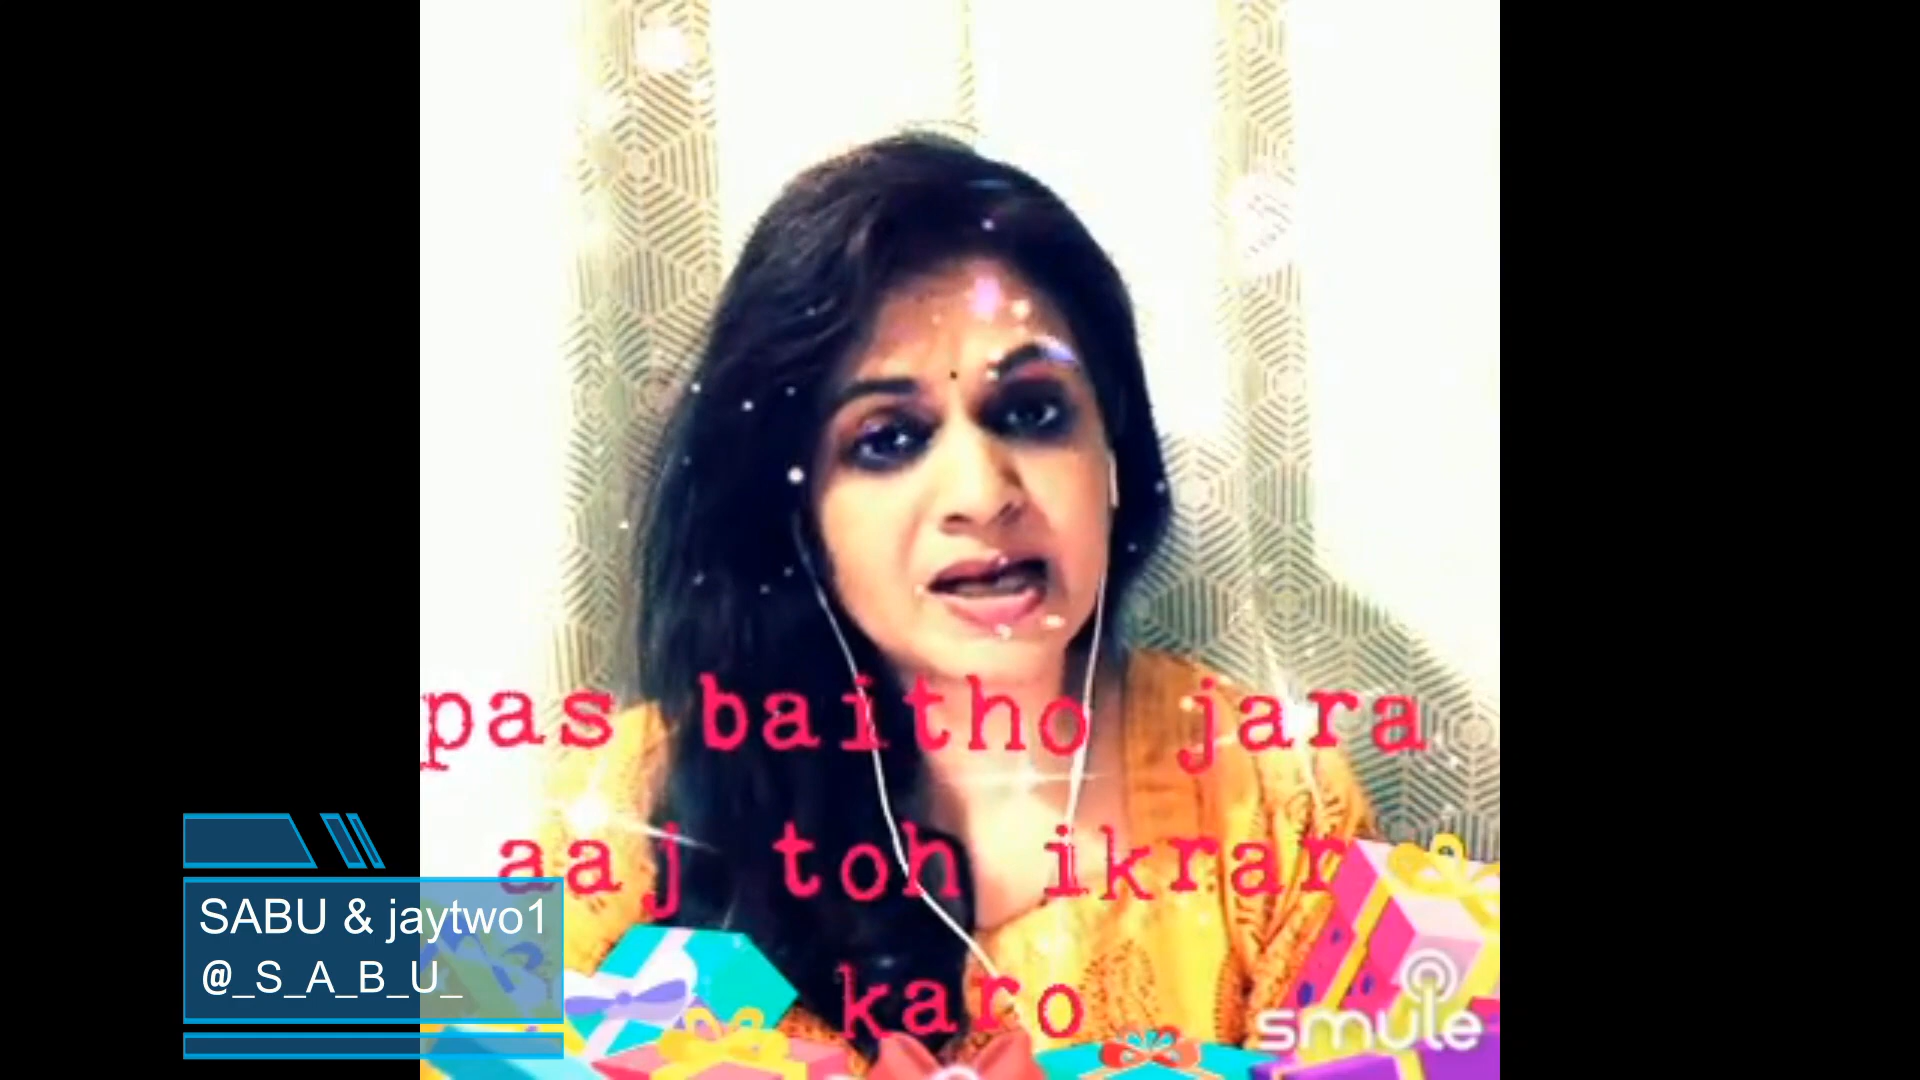 pas baitho jara
aaj toh ikrar
karo
SABU & jaytwo1
@_S_A_B_U_
smule